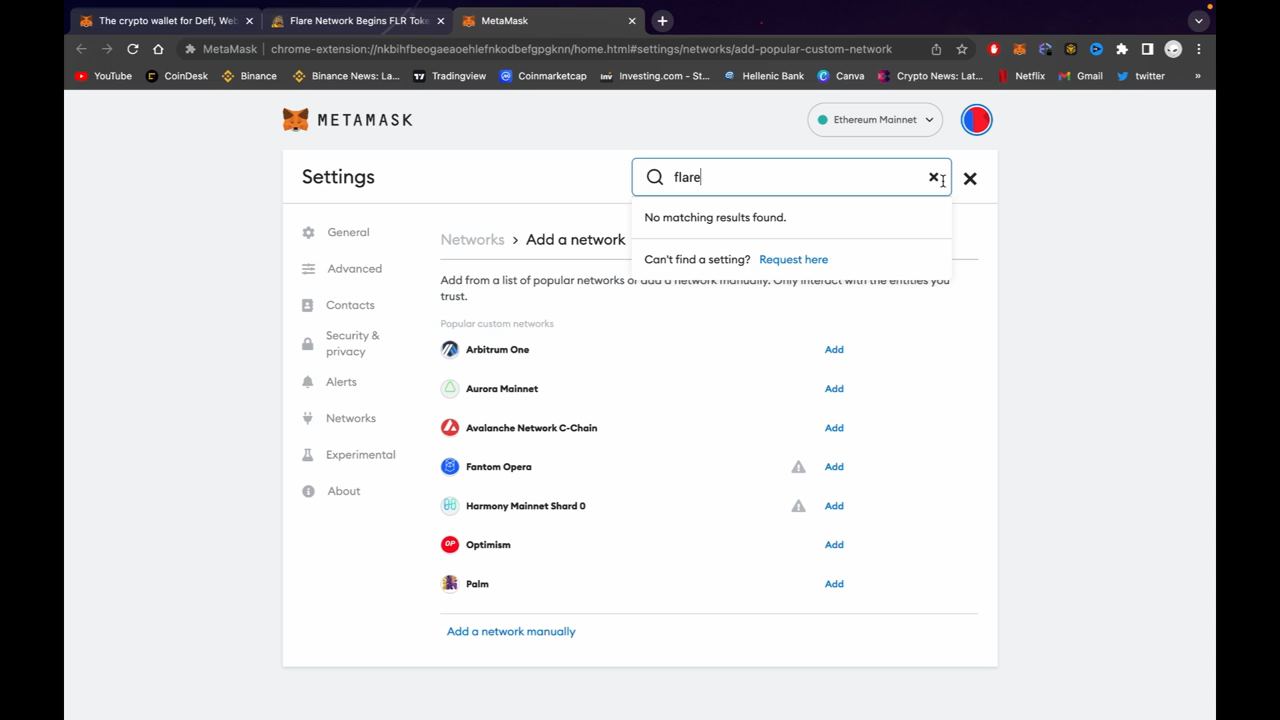 The crypto wallet for Defi, Web
Flare Network Begins FLR Toke
MetaMask
MetaMask
chrome-extension://nkbihfbeogaeaoehlefnkodbefgpgknn/home.html#settings/networks/add-popular-custom-network
YouTube
CoinDesk
Binance
Binance News: La...
Tradingview
Coinmarketcap
Investing.com - St...
Hellenic Bank
Canva
Crypto News: Lat...
Netflix
Gmail
twitter
»
METAMASK
Ethereum Mainnet
Settings
flare
No matching results found.
Can't find a setting? Request here
General
Advanced
Contacts
Security &
privacy
Alerts
Networks
Experimental
About
Networks > Add a network
Add from a list of popular networks or add a network manually. Only interact with the entities you
trust.
Popular custom networks
Arbitrum One Add
Aurora Mainnet Add
Avalanche Network C-Chain Add
Fantom Opera Add
Harmony Mainnet Shard 0 Add
OP Optimism Add
Palm Add
Add a network manually